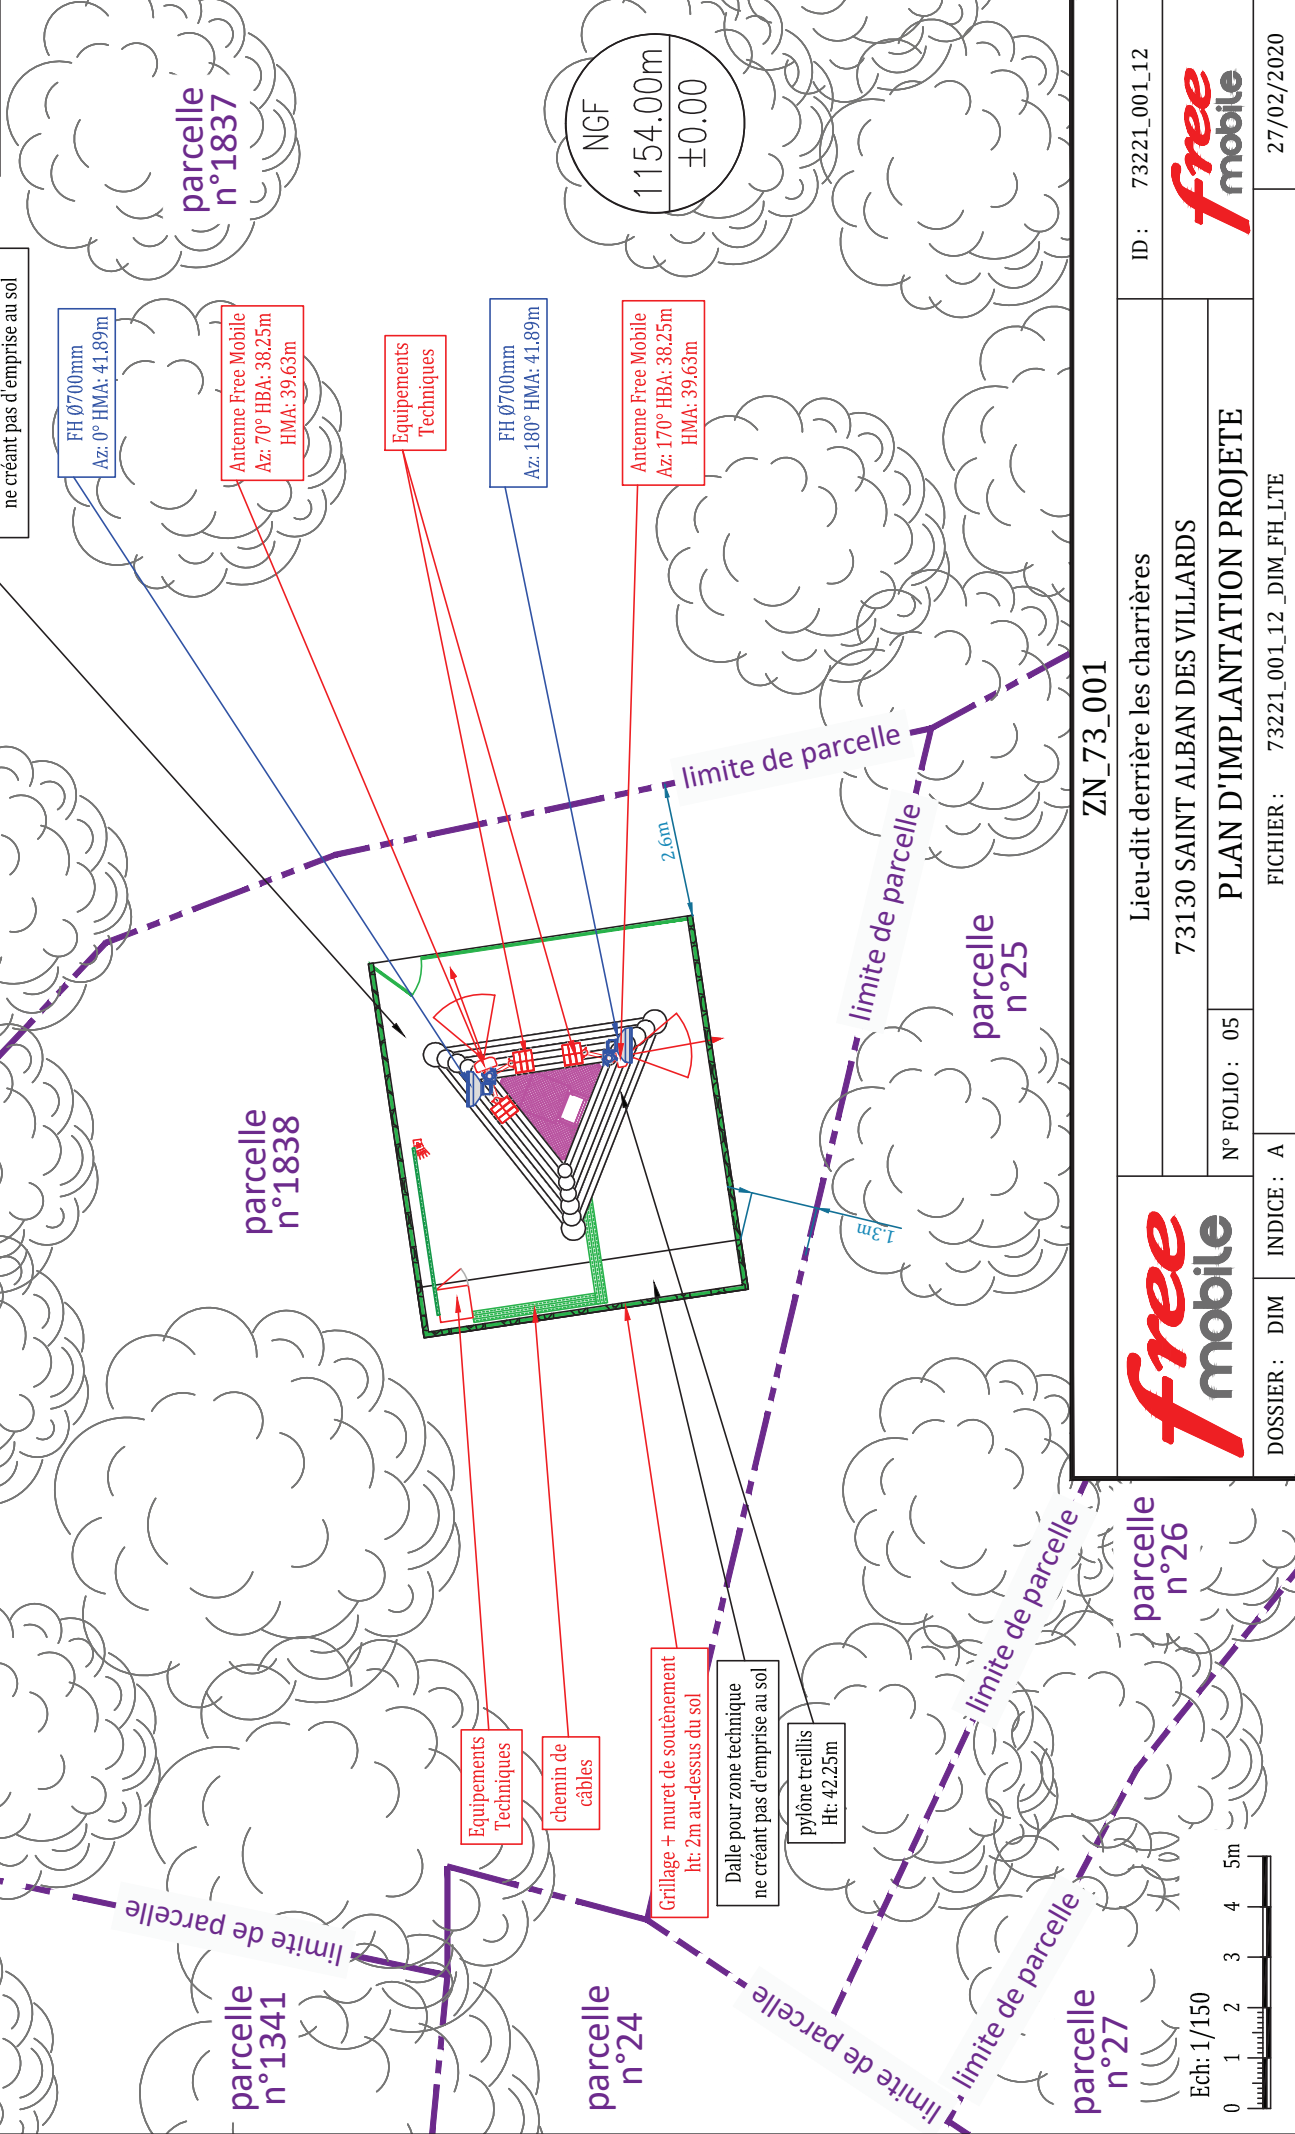 ne créant pas d'emprise au sol
FH Ø700mm
Az: 0° HMA: 41.89m
Antenne Free Mobile
Az: 70° HBA: 38.25m
HMA: 39.63m
Equipements
Techniques
FH Ø700mm
Az: 180° HMA: 41.89m
Antenne Free Mobile
Az: 170° HBA: 38.25m
HMA: 39.63m
parcelle
n°1837
NGF
1154.00m
±0.00
parcelle
n°1838
limite de parcelle
2.6m
limite de parcelle
1.3m
parcelle
n°25
Equipements
Techniques
chemin de
câbles
Grillage + muret de soutènement
ht: 2m au-dessus du sol
Dalle pour zone technique
ne créant pas d'emprise au sol
pylône treillis
Ht: 42.25m
limite de parcelle
parcelle
n°1341
parcelle
n°24
limite de parcelle
limite de parcelle
parcelle
n°26
limite de parcelle
parcelle
n°27
Ech: 1/150
0 1 2 3 4 5m
ZN_73_001
free
mobile
Lieu-dit derrière les charrières
ID : 73221_001_12
73130 SAINT ALBAN DES VILLARDS
free
mobile
N° FOLIO : 05
PLAN D'IMPLANTATION PROJETE
DOSSIER : DIM
INDICE : A
FICHIER : 73221_001_12 _DIM_FH_LTE
27/02/2020